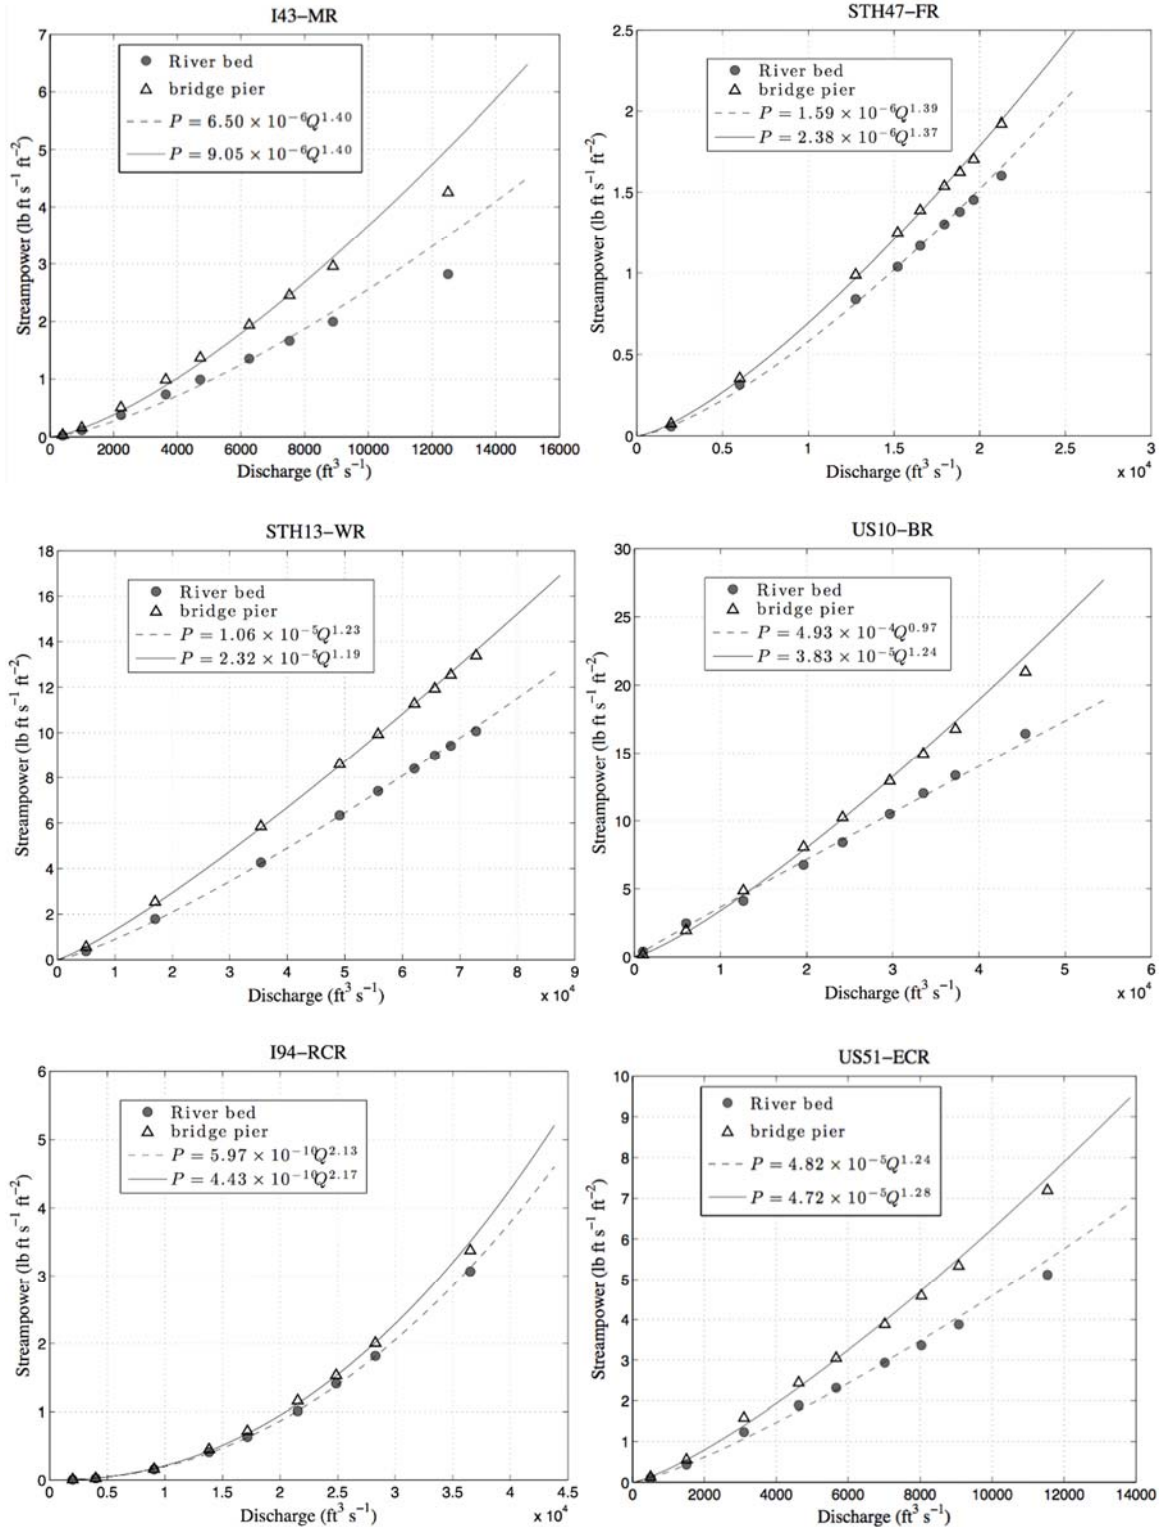 I43−MR
7
6
5
4
3
2
1
0
0 2000 4000 6000 8000 10000 12000 14000 16000
Streampower (lb ft s⁻¹ ft⁻²)
Discharge (ft³ s⁻¹)
River bed
bridge pier
P = 6.50 × 10⁻⁶Q^1.40
P = 9.05 × 10⁻⁶Q^1.40
STH47−FR
2.5
2
1.5
1
0.5
0
0 0.5 1 1.5 2 2.5 3
x 10⁴
Streampower (lb ft s⁻¹ ft⁻²)
Discharge (ft³ s⁻¹)
River bed
bridge pier
P = 1.59 × 10⁻⁶Q^1.39
P = 2.38 × 10⁻⁶Q^1.37
STH13−WR
18
16
14
12
10
8
6
4
2
0
0 1 2 3 4 5 6 7 8 9
x 10⁴
Streampower (lb ft s⁻¹ ft⁻²)
Discharge (ft³ s⁻¹)
River bed
bridge pier
P = 1.06 × 10⁻⁵Q^1.23
P = 2.32 × 10⁻⁵Q^1.19
US10−BR
30
25
20
15
10
5
0
0 1 2 3 4 5 6
x 10⁴
Streampower (lb ft s⁻¹ ft⁻²)
Discharge (ft³ s⁻¹)
River bed
bridge pier
P = 4.93 × 10⁻⁴Q^0.97
P = 3.83 × 10⁻⁵Q^1.24
I94−RCR
6
5
4
3
2
1
0
0 0.5 1 1.5 2 2.5 3 3.5 4 4.5
x 10⁴
Streampower (lb ft s⁻¹ ft⁻²)
Discharge (ft³ s⁻¹)
River bed
bridge pier
P = 5.97 × 10⁻¹⁰Q^2.13
P = 4.43 × 10⁻¹⁰Q^2.17
US51−ECR
10
9
8
7
6
5
4
3
2
1
0
0 2000 4000 6000 8000 10000 12000 14000
Streampower (lb ft s⁻¹ ft⁻²)
Discharge (ft³ s⁻¹)
River bed
bridge pier
P = 4.82 × 10⁻⁵Q^1.24
P = 4.72 × 10⁻⁵Q^1.28